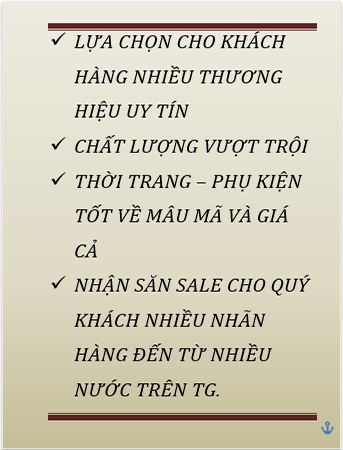 ✓ LỰA CHỌN CHO KHÁCH
HÀNG NHIỀU THƯƠNG
HIỆU UY TÍN
✓ CHẤT LƯỢNG VƯỢT TRỘI
✓ THỜI TRANG – PHỤ KIỆN
TỐT VỀ MÂU MÃ VÀ GIÁ
CẢ
✓ NHẬN SĂN SALE CHO QUÝ
KHÁCH NHIỀU NHÃN
HÀNG ĐẾN TỪ NHIỀU
NƯỚC TRÊN TG.